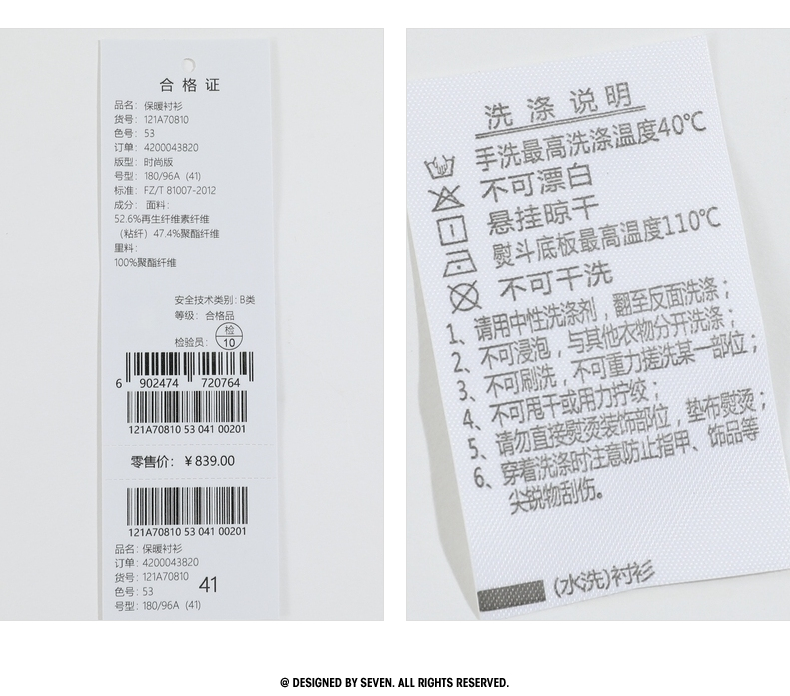 合格证
品名：保暖衬衫
货号：121A70810
色号：53
订单：4200043820
版型：时尚版
号型：180/96A（41）
标准：FZ/T 81007-2012
成分： 面料：
52.6%再生纤维素纤维
（粘纤）47.4%聚酯纤维
里料：
100%聚酯纤维
安全技术类别：B类
等级：合格品
检
检验员：
10
6 902474 720764
121A70810 53 041 00201
零售价：￥839.00
121A70810 53 041 00201
品名：保暖衬衫
订单：4200043820
货号：121A70810
41
色号：53
号型：180/96A（41）
洗涤说明
手洗最高洗涤温度40℃
不可漂白
悬挂晾干
熨斗底板最高温度110℃
不可干洗
1、请用中性洗涤剂，翻至反面洗涤；
2、不可浸泡，与其他衣物分开洗涤；
3、不可刷洗，不可重力搓洗某一部位；
4、不可甩干或用力拧绞；
5、请勿直接熨烫装饰部位，垫布熨烫；
6、穿着洗涤时注意防止指甲、饰品等
尖锐物刮伤。
(水洗)衬衫
@ DESIGNED BY SEVEN. ALL RIGHTS RESERVED.